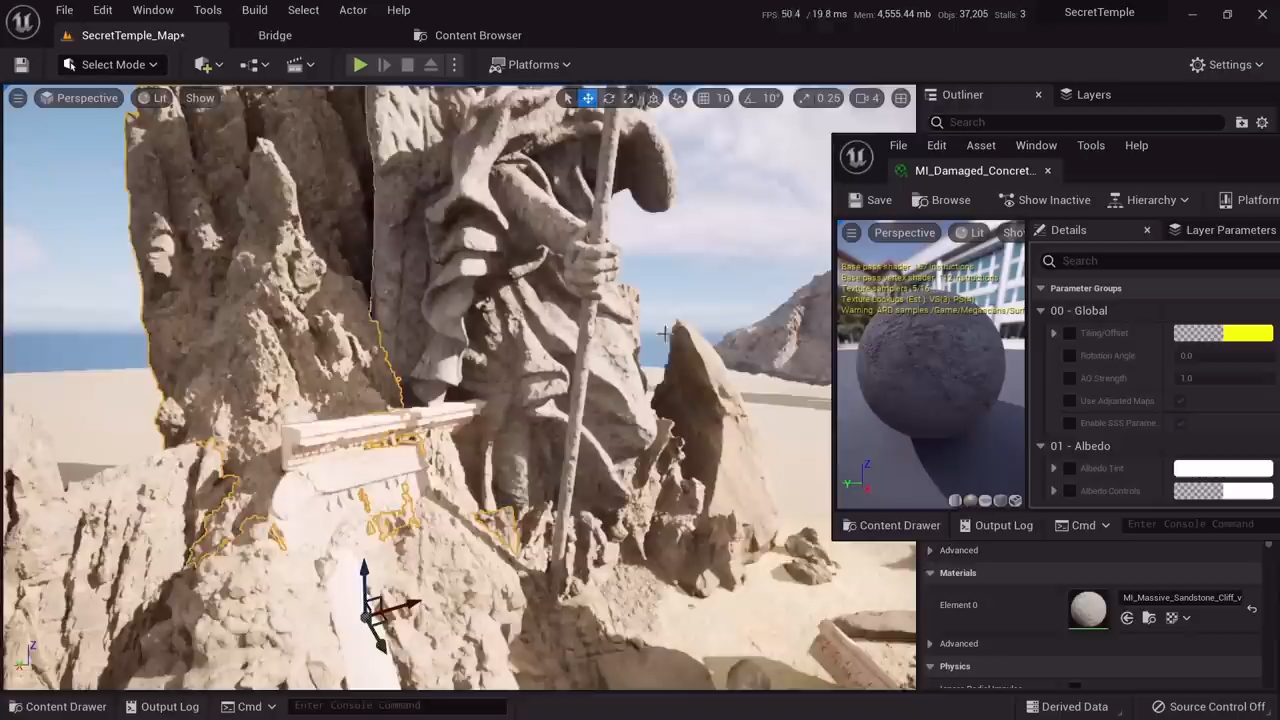 File Edit Window Tools Build Select Actor Help
FPS: 50.4 / 19.8 ms Mem: 4,555.44 mb Objs: 37,205 Stalls: 3
SecretTemple
SecretTemple_Map*
Bridge
Content Browser
Select Mode
Platforms
Settings
Perspective
Lit
Show
10
10°
0.25
4
Outliner
Layers
Search
File Edit Asset Window Tools Help
MI_Damaged_Concret...
Save
Browse
Show Inactive
Hierarchy
Platform
Perspective
Lit
Sho
Details
Layer Parameters
Search
Parameter Groups
00 - Global
Tiling/Offset
Rotation Angle
0.0
AO Strength
1.0
Use Adjusted Maps
Enable SSS Parame...
01 - Albedo
Albedo Tint
Albedo Controls
Content Drawer
Output Log
Cmd
Enter Console Command
Advanced
Materials
Element 0
MI_Massive_Sandstone_Cliff_v
Advanced
Physics
Z
Content Drawer
Output Log
Cmd
Enter Console Command
Derived Data
Source Control Off